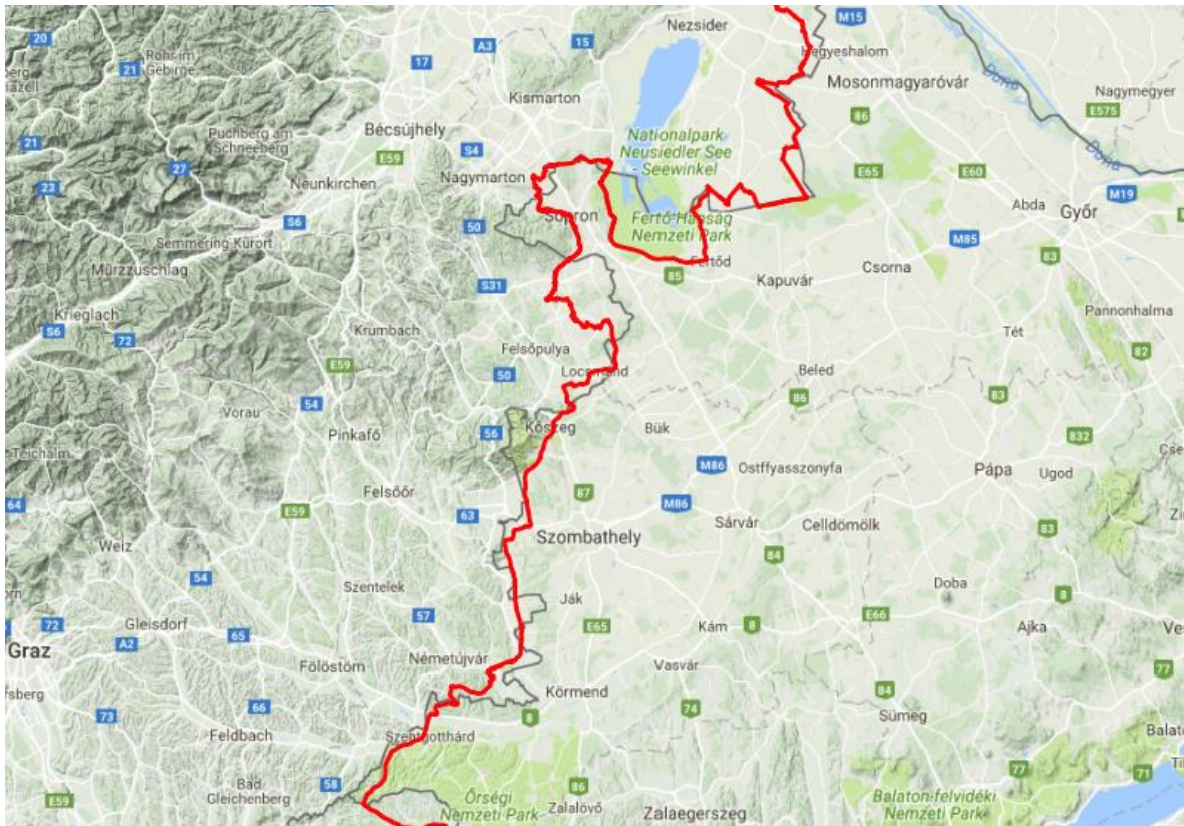 20
Rohr im
Gebirge
21
21
Puchberg am
Schneeberg
27
23
Neunkirchen
S6
Semmering Kurort
Mürzzuschlag
Krieglach
S6
72
17
A3
15
Kismarton
Bécsújhely
E59
S4
Nagymarton
50
S31
Krumbach
E59
54
Vorau
Pinkafő
Teichalm
64
Felsőőr
E59
Felsőpulya
50
Locsmánd
56
Kőszeg
Bük
63
87
Szombathely
Nezsider
M15
Hegyeshalom
Mosonmagyaróvár
86
Nationalpark
Neusiedler See
- Seewinkel
Sopron
Fertő-Hanság
Nemzeti Park
Fertőd
85
Kapuvár
Csorna
M85
E65
E60
Abda
Győr
M19
E575
Nagymegyer
83
Pannonhalma
Tét
82
Beled
86
83
832
M86
Ostffyasszonyfa
Pápa
Ugod
M86
Sárvár
Celldömölk
84
83
Weiz
54
Szentelek
57
72
Gleisdorf
65
A2
Graz
Fölöstöm
Németújvár
Ják
E65
Kám
8
E66
Doba
Ajka
8
Vasvár
77
73
66
Feldbach
Körmend
8
74
84
Sümeg
Szentgotthárd
58
Bad
Gleichenberg
E59
Őrségi
Nemzeti Park
86
Zalalövő
Zalaegerszeg
Balaton-felvidéki
Nemzeti Park
77
71